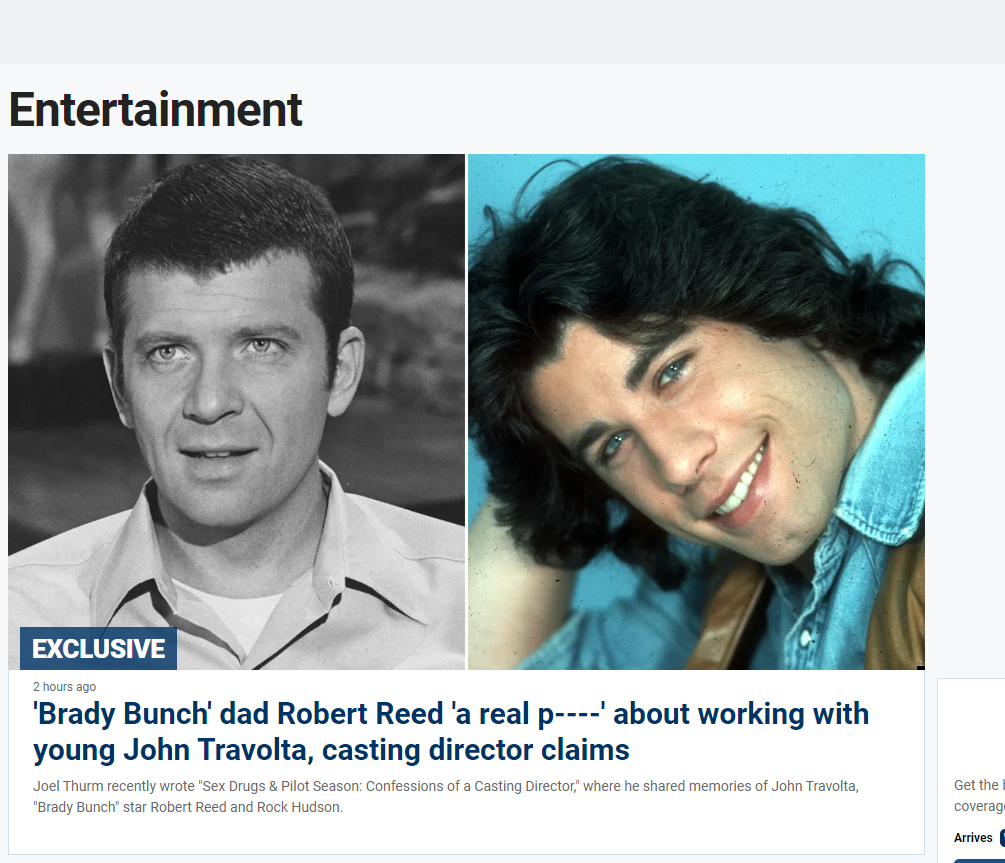 Entertainment
EXCLUSIVE
2 hours ago
'Brady Bunch' dad Robert Reed 'a real p----' about working with
young John Travolta, casting director claims
Joel Thurm recently wrote "Sex Drugs & Pilot Season: Confessions of a Casting Director," where he shared memories of John Travolta,
"Brady Bunch" star Robert Reed and Rock Hudson.
Get the
coverag
Arrives